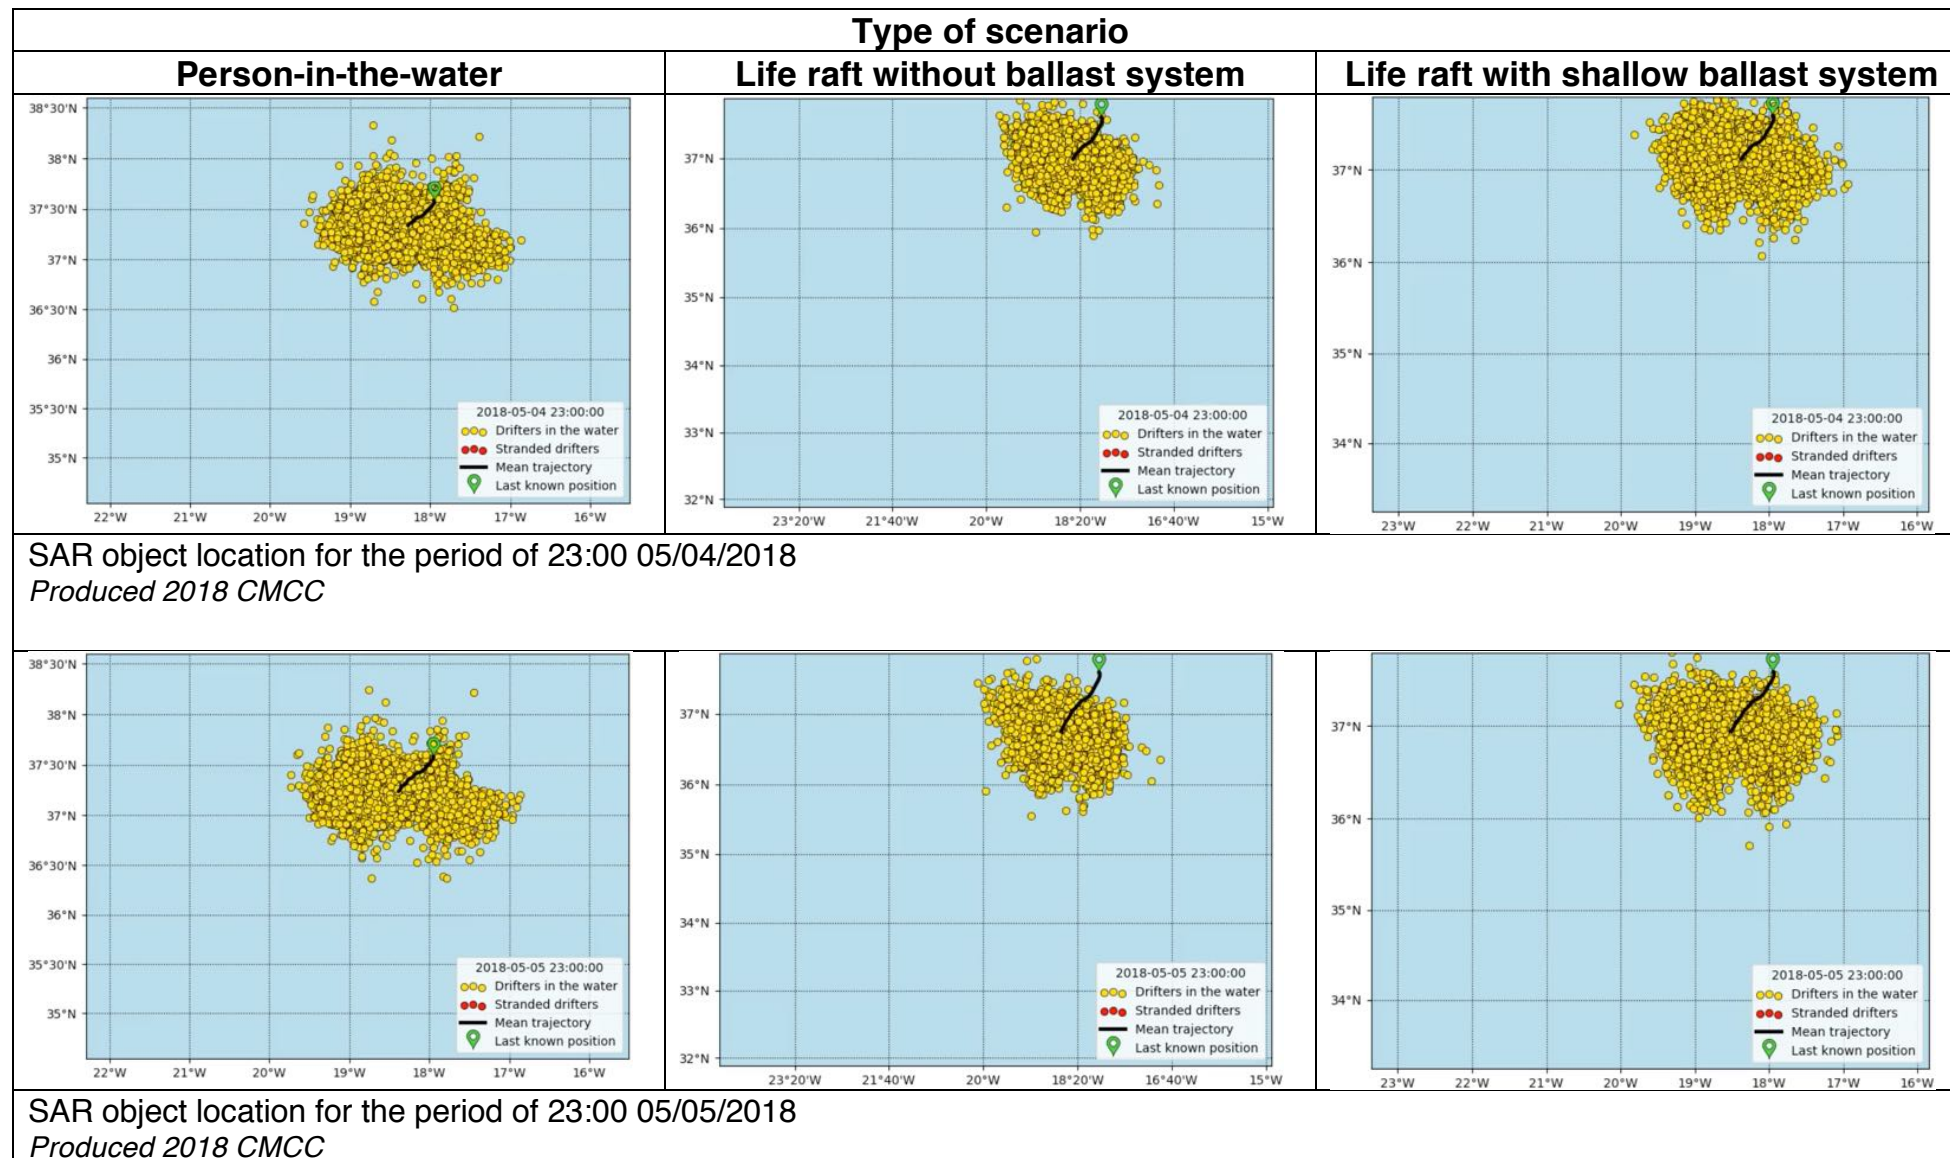 Type of scenario
Person-in-the-water
Life raft without ballast system
Life raft with shallow ballast system
38°30'N
38°N
37°30'N
37°N
36°30'N
36°N
35°30'N
35°N
22°W 21°W 20°W 19°W 18°W 17°W 16°W
2018-05-04 23:00:00
Drifters in the water
Stranded drifters
Mean trajectory
Last known position
37°N
36°N
35°N
34°N
33°N
32°N
23°20'W 21°40'W 20°W 18°20'W 16°40'W 15°W
2018-05-04 23:00:00
Drifters in the water
Stranded drifters
Mean trajectory
Last known position
37°N
36°N
35°N
34°N
23°W 22°W 21°W 20°W 19°W 18°W 17°W 16°W
2018-05-04 23:00:00
Drifters in the water
Stranded drifters
Mean trajectory
Last known position
SAR object location for the period of 23:00 05/04/2018
Produced 2018 CMCC
38°30'N
38°N
37°30'N
37°N
36°30'N
36°N
35°30'N
35°N
22°W 21°W 20°W 19°W 18°W 17°W 16°W
2018-05-05 23:00:00
Drifters in the water
Stranded drifters
Mean trajectory
Last known position
37°N
36°N
35°N
34°N
33°N
32°N
23°20'W 21°40'W 20°W 18°20'W 16°40'W 15°W
2018-05-05 23:00:00
Drifters in the water
Stranded drifters
Mean trajectory
Last known position
37°N
36°N
35°N
34°N
23°W 22°W 21°W 20°W 19°W 18°W 17°W 16°W
2018-05-05 23:00:00
Drifters in the water
Stranded drifters
Mean trajectory
Last known position
SAR object location for the period of 23:00 05/05/2018
Produced 2018 CMCC